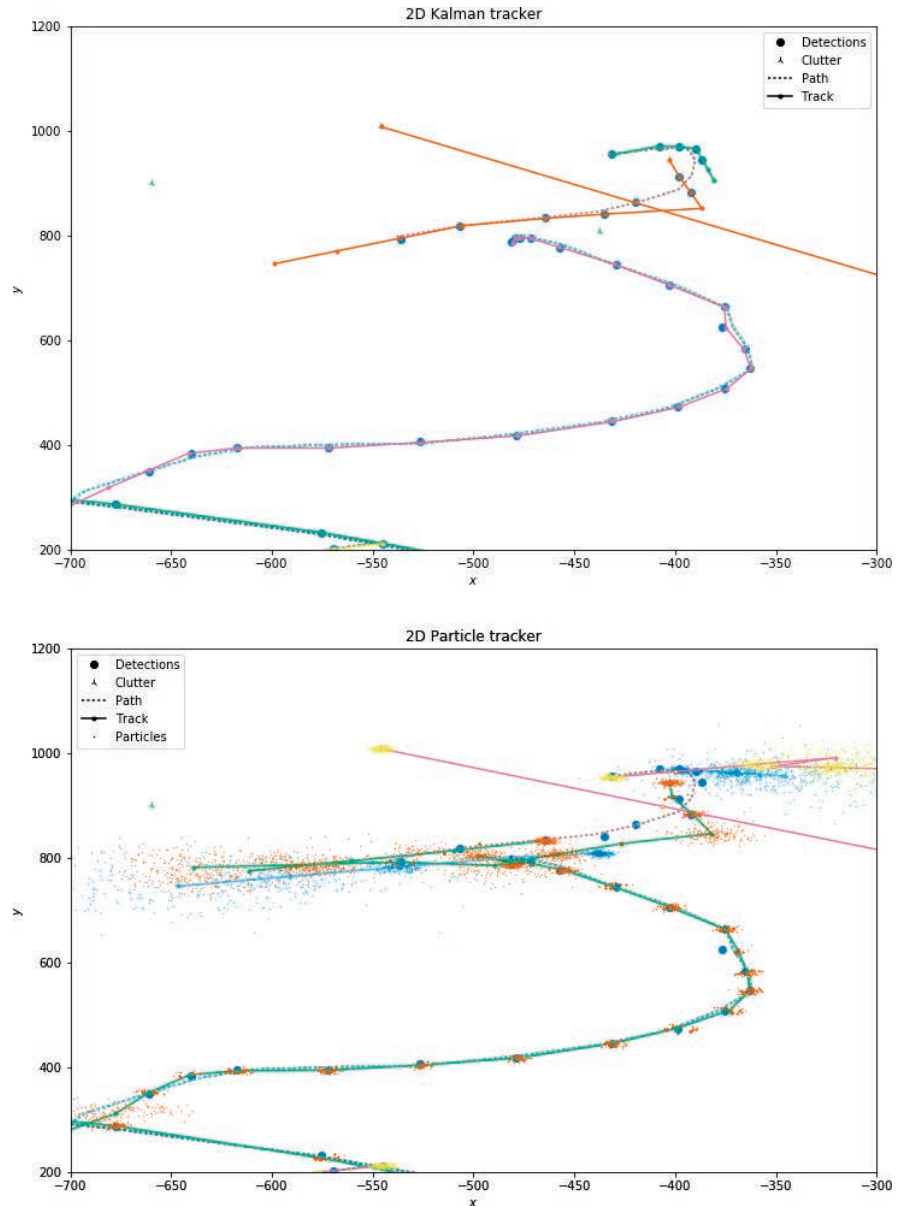 2D Kalman tracker
1200
1000
800
600
400
200
y
−700
−650
−600
−550
−500
−450
−400
−350
−300
x
Detections
Clutter
Path
Track
2D Particle tracker
1200
1000
800
600
400
200
y
−700
−650
−600
−550
−500
−450
−400
−350
−300
x
Detections
Clutter
Path
Track
Particles